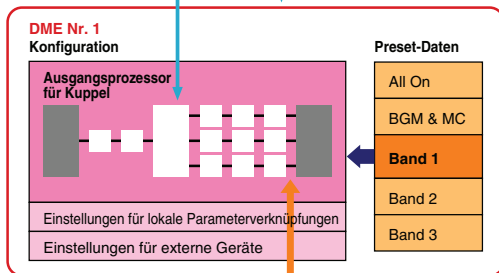 DME Nr. 1
Konfiguration
Ausgangsprozessor
für Kuppel
Einstellungen für lokale Parameterverknüpfungen
Einstellungen für externe Geräte
Preset-Daten
All On
BGM & MC
Band 1
Band 2
Band 3